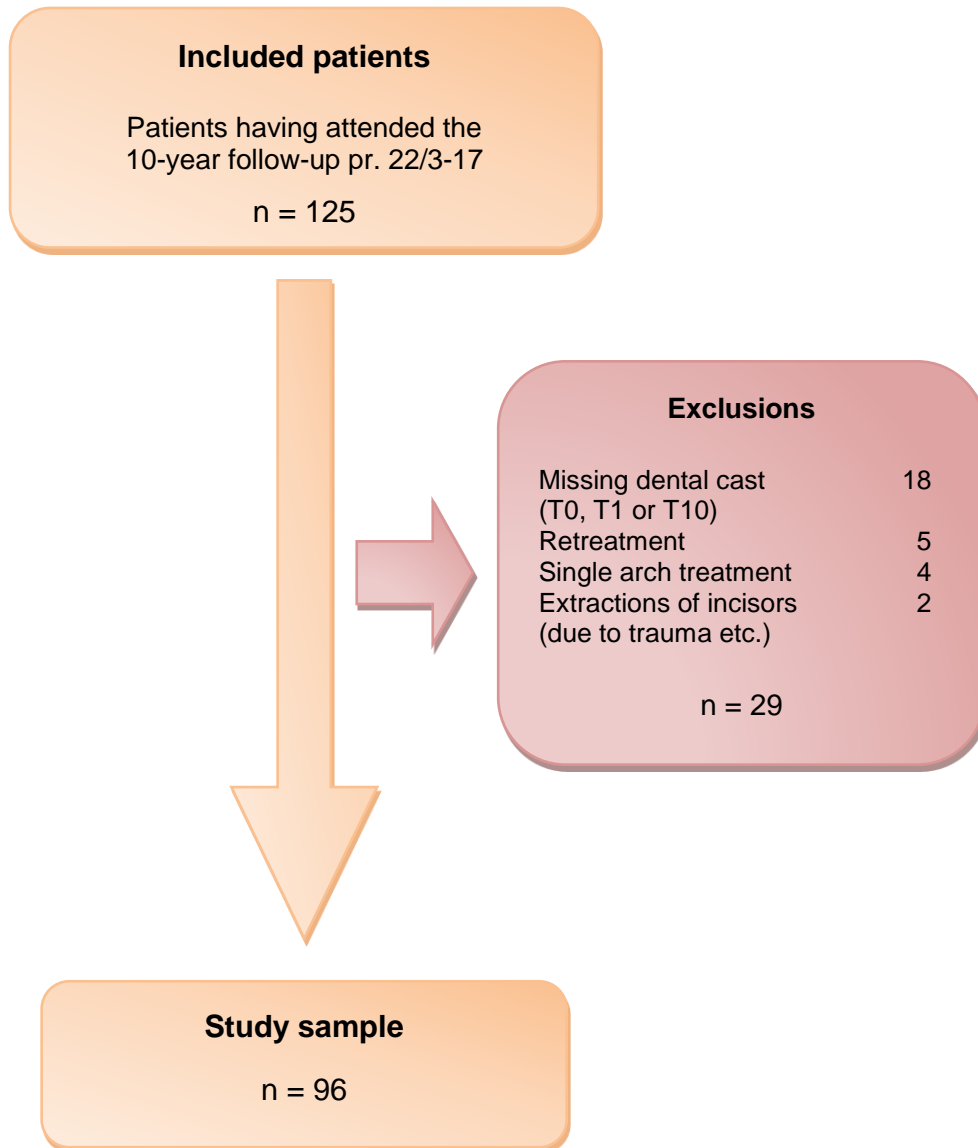 Included patients
Patients having attended the
10-year follow-up pr. 22/3-17
n = 125
Exclusions
Missing dental cast 18
(T0, T1 or T10)
Retreatment 5
Single arch treatment 4
Extractions of incisors 2
(due to trauma etc.)
n = 29
Study sample
n = 96